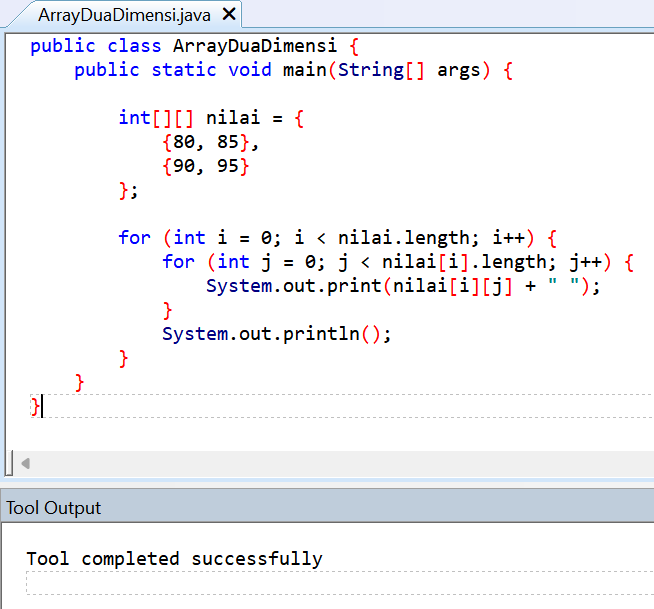 ArrayDuaDimensi.java
public class ArrayDuaDimensi {
    public static void main(String[] args) {

        int[][] nilai = {
            {80, 85},
            {90, 95}
        };

        for (int i = 0; i < nilai.length; i++) {
            for (int j = 0; j < nilai[i].length; j++) {
                System.out.print(nilai[i][j] + " ");
            }
            System.out.println();
        }
    }
}
Tool Output
Tool completed successfully